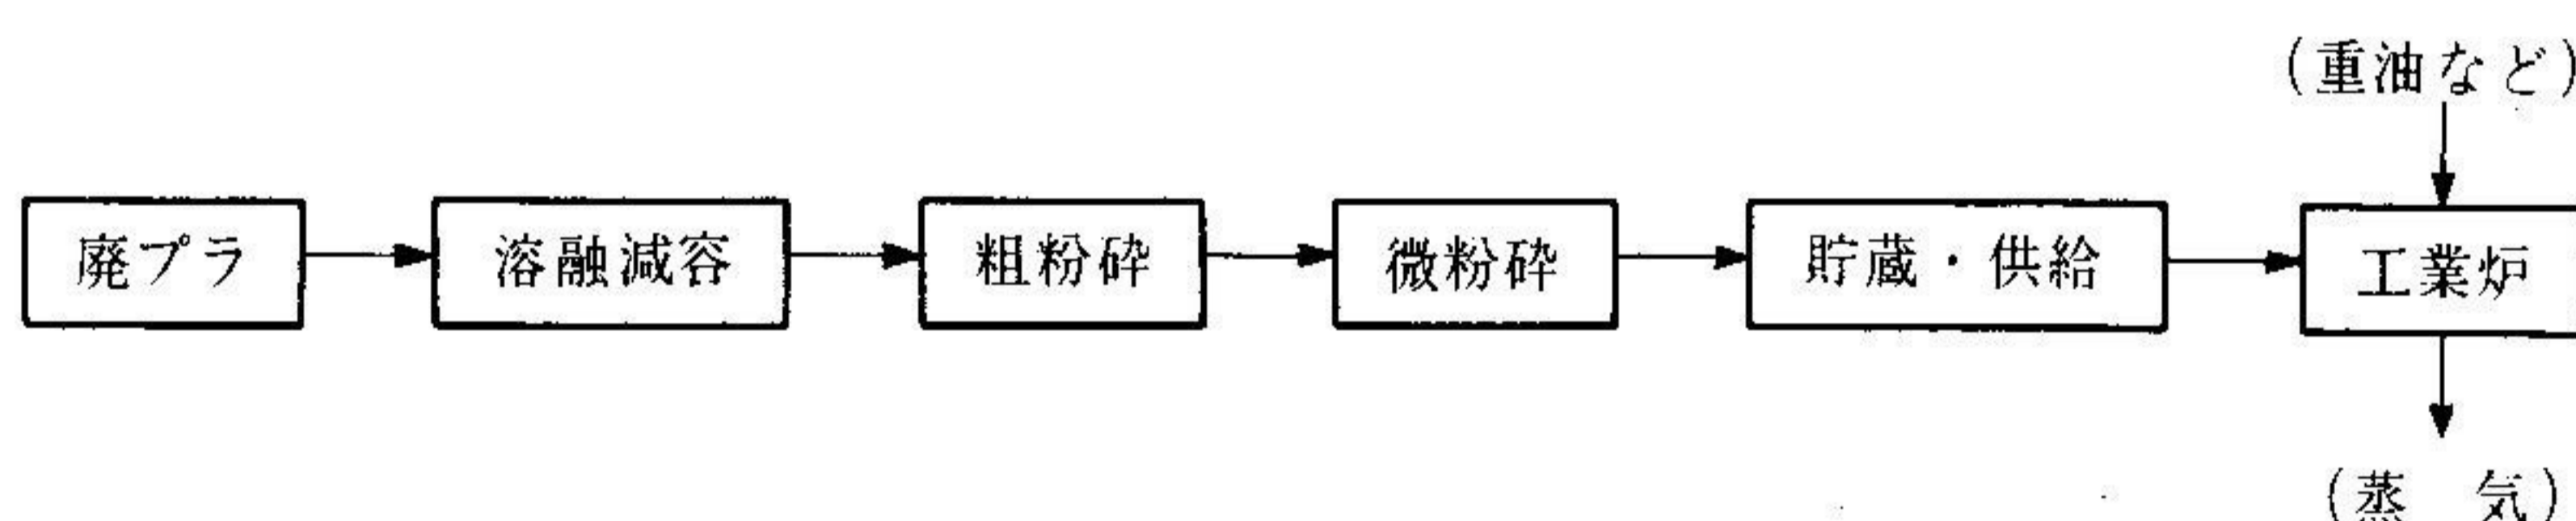 (重油など)
廃プラ 溶融減容 粗粉砕 微粉砕 貯蔵・供給 工業炉
(蒸 気)